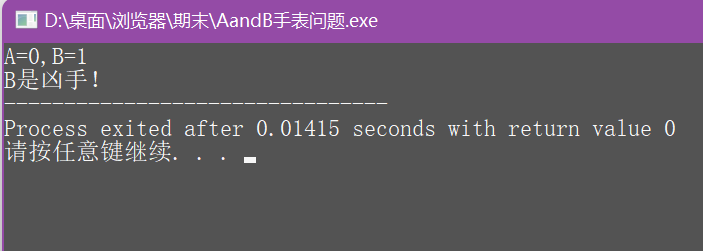 D:\桌面\浏览器\期末\AandB手表问题.exe
A=0,B=1
B是凶手！
--------------------------------
Process exited after 0.01415 seconds with return value 0
请按任意键继续. . .